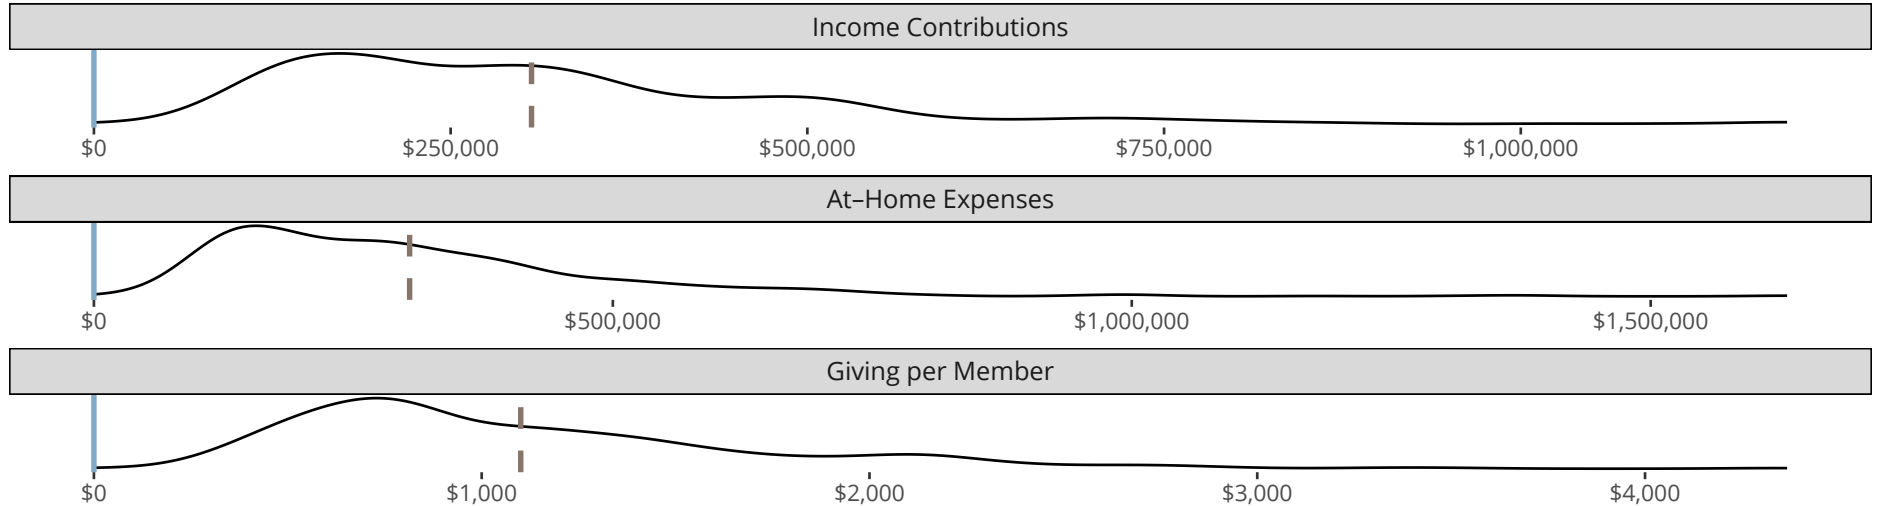 Income Contributions
$0 $250,000 $500,000 $750,000 $1,000,000
At–Home Expenses
$0 $500,000 $1,000,000 $1,500,000
Giving per Member
$0 $1,000 $2,000 $3,000 $4,000